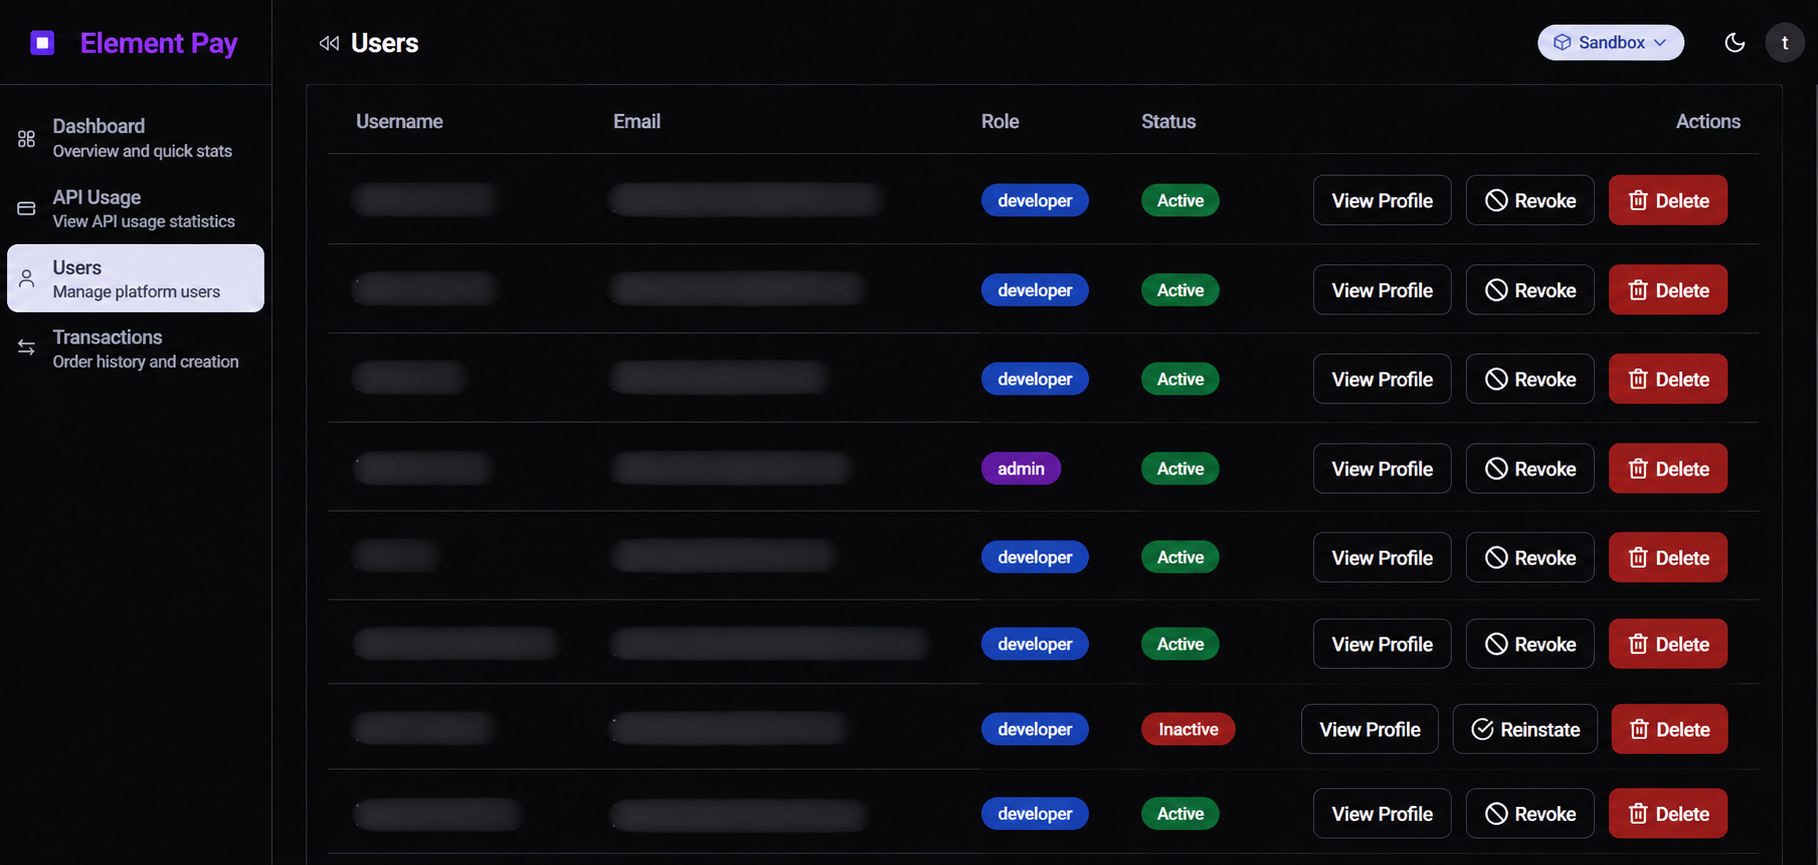 Element Pay
Users
Sandbox
t
Dashboard
Overview and quick stats
API Usage
View API usage statistics
Users
Manage platform users
Transactions
Order history and creation
Username Email Role Status Actions
developer Active View Profile Revoke Delete
developer Active View Profile Revoke Delete
developer Active View Profile Revoke Delete
admin Active View Profile Revoke Delete
developer Active View Profile Revoke Delete
developer Active View Profile Revoke Delete
developer Inactive View Profile Reinstate Delete
developer Active View Profile Revoke Delete